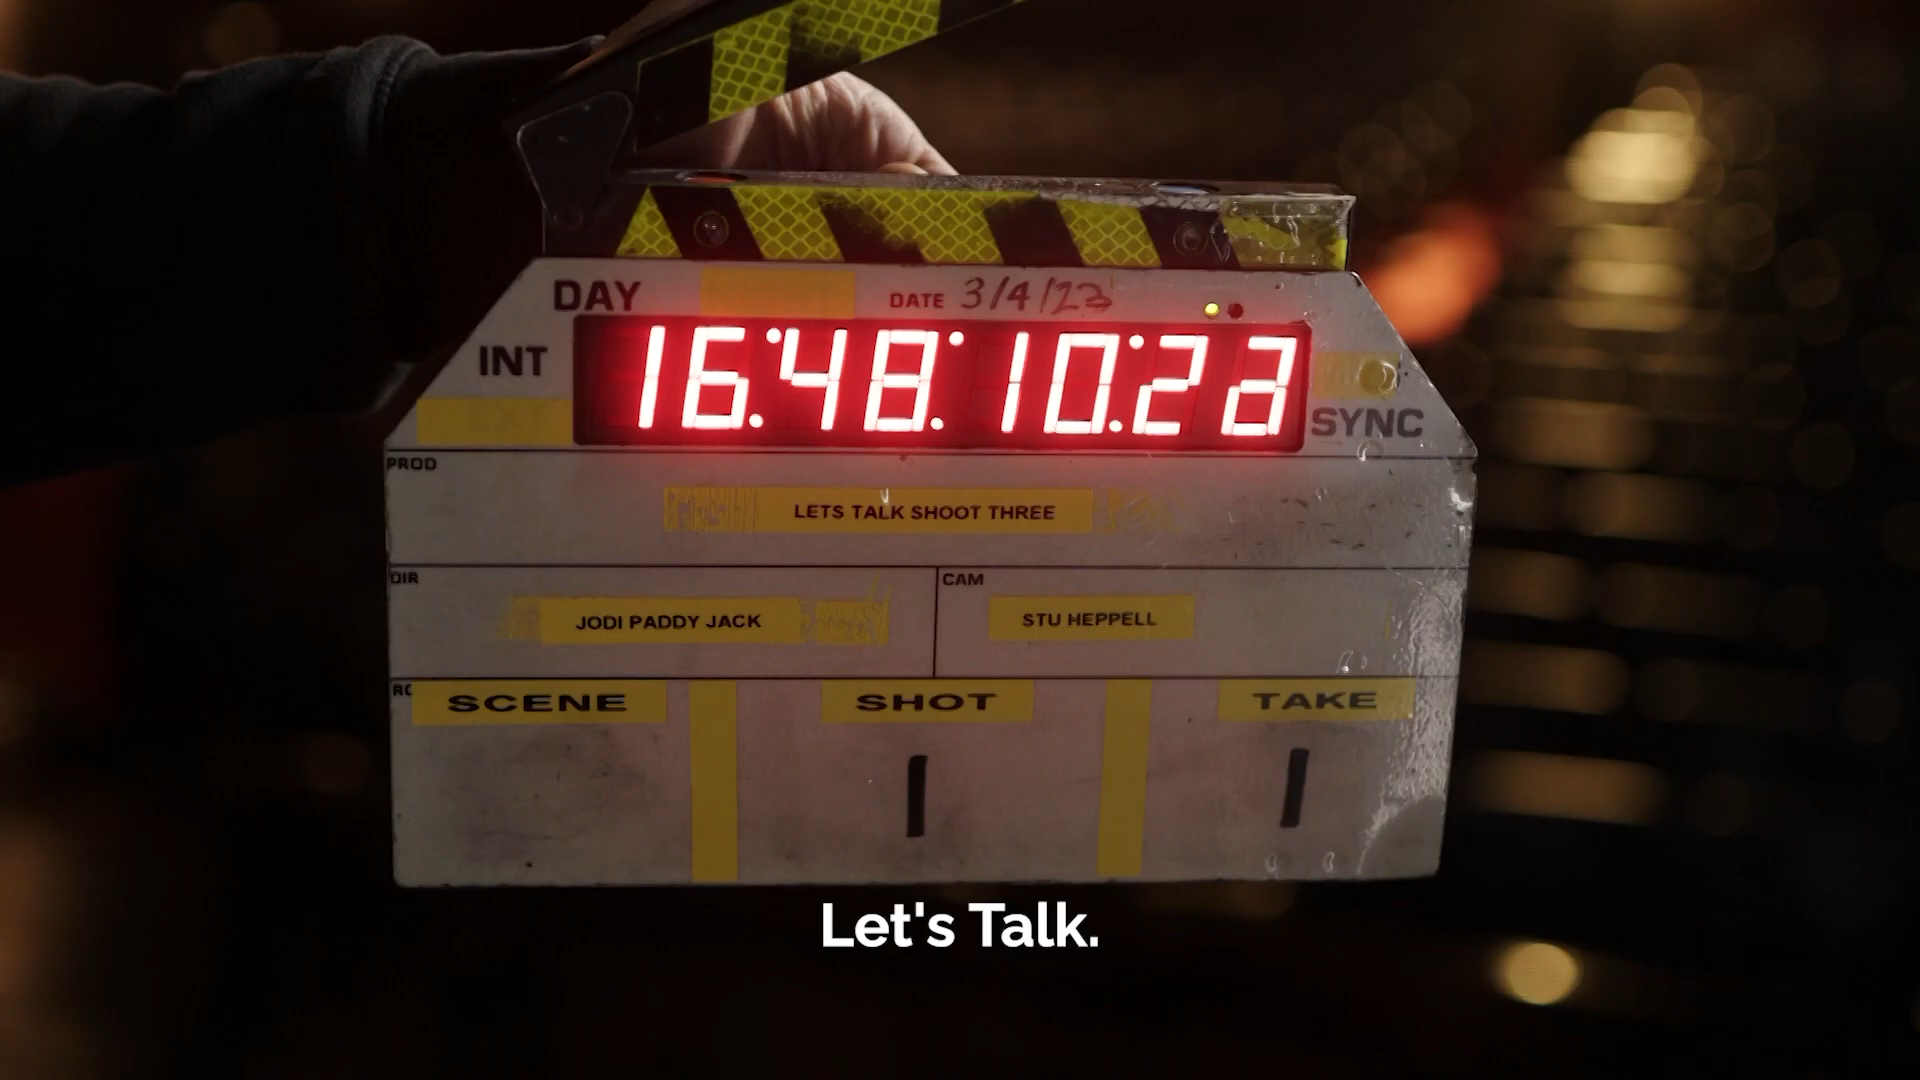 DAY
DATE 3/4/23
INT
16:48:10:22
SYNC
PROD
LETS TALK SHOOT THREE
DIR
JODI PADDY JACK
CAM
STU HEPPELL
SCENE
SHOT
TAKE
1
1
Let's Talk.